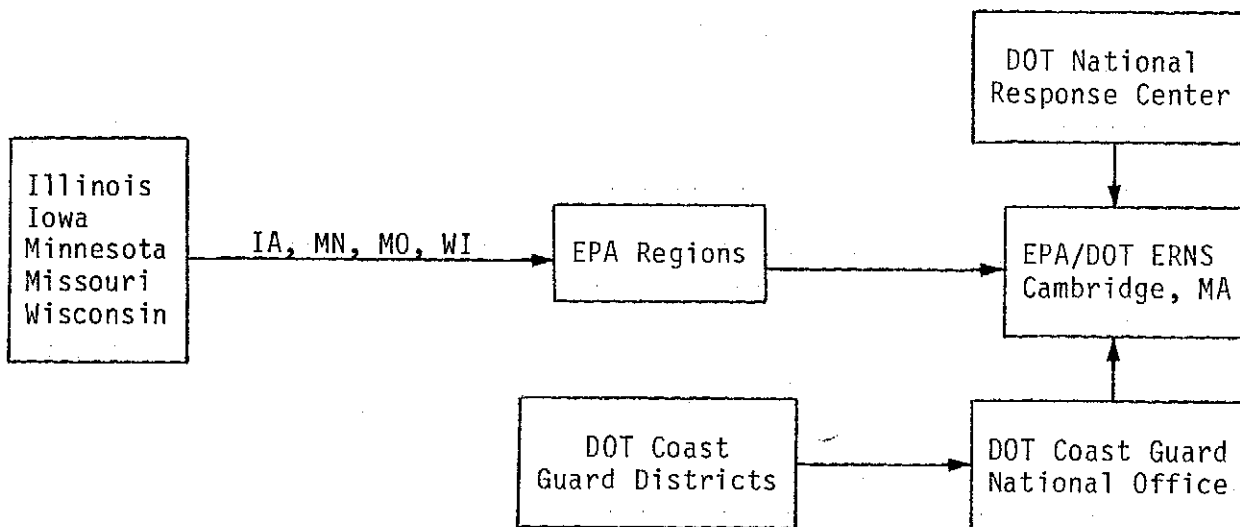 DOT National
Response Center
Illinois
Iowa
Minnesota
Missouri
Wisconsin
IA, MN, MO, WI
EPA Regions
EPA/DOT ERNS
Cambridge, MA
DOT Coast
Guard Districts
DOT Coast Guard
National Office